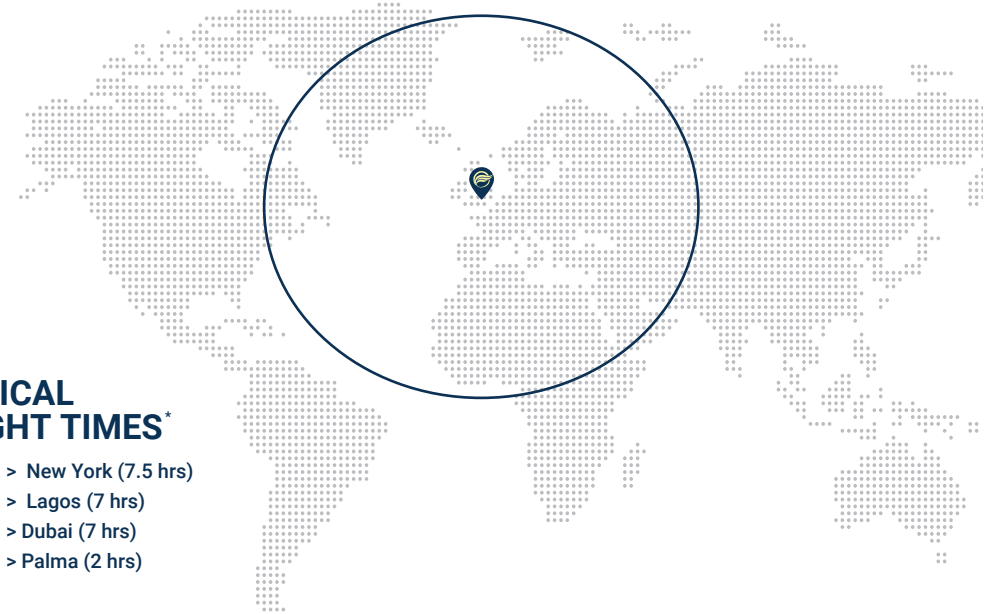 ICAL
GHT TIMES*
> New York (7.5 hrs)
> Lagos (7 hrs)
> Dubai (7 hrs)
> Palma (2 hrs)